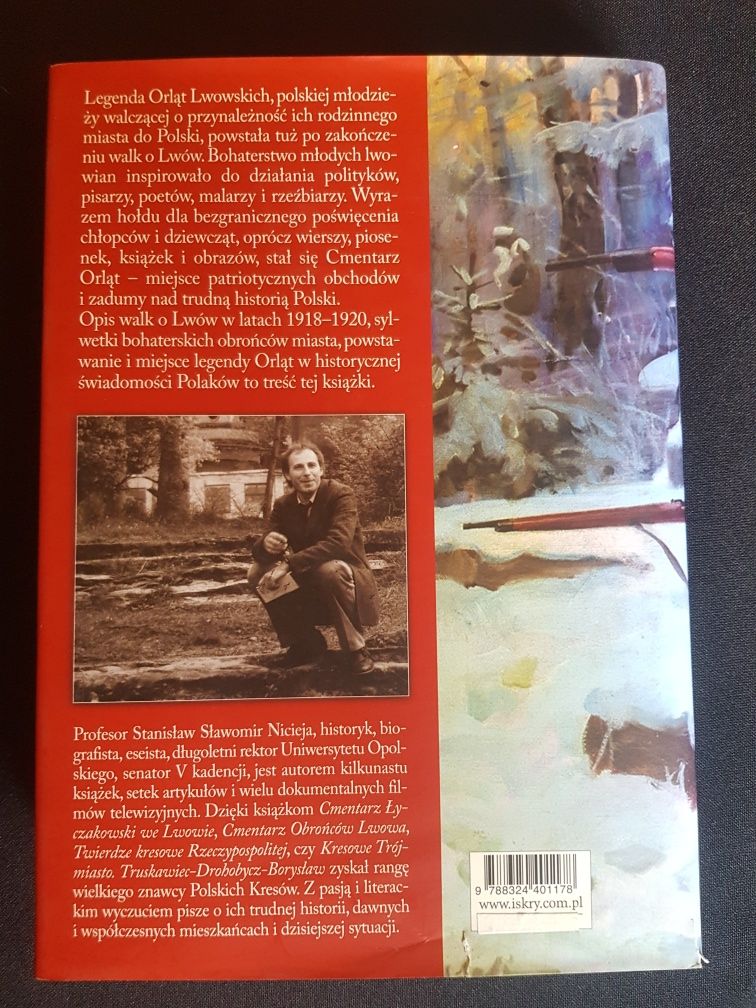 Legenda Orląt Lwowskich, polskiej młodzie-
ży walczącej o przynależność ich rodzinnego
miasta do Polski, powstała tuż po zakończe-
niu walk o Lwów. Bohaterstwo młodych lwo-
wian inspirowało do działania polityków,
pisarzy, poetów, malarzy i rzeźbiarzy. Wyra-
zem hołdu dla bezgranicznego poświęcenia
chłopców i dziewcząt, oprócz wierszy, piose-
nek, książek i obrazów, stał się Cmentarz
Orląt – miejsce patriotycznych obchodów
i zadumy nad trudną historią Polski.
Opis walk o Lwów w latach 1918–1920, syl-
wetki bohaterskich obrońców miasta, powsta-
wanie i miejsce legendy Orląt w historycznej
świadomości Polaków to treść tej książki.
Profesor Stanisław Sławomir Nicieja, historyk, bio-
grafista, eseista, długoletni rektor Uniwersytetu Opol-
skiego, senator V kadencji, jest autorem kilkunastu
książek, setek artykułów i wielu dokumentalnych fil-
mów telewizyjnych. Dzięki książkom Cmentarz Ły-
czakowski we Lwowie, Cmentarz Obrońców Lwowa,
Twierdze kresowe Rzeczypospolitej, czy Kresowe Trój-
miasto. Truskawiec-Drohobycz-Borysław zyskał rangę
wielkiego znawcy Polskich Kresów. Z pasją i literac-
kim wyczuciem pisze o ich trudnej historii, dawnych
i współczesnych mieszkańcach i dzisiejszej sytuacji.
9 788324 401178
www.iskry.com.pl